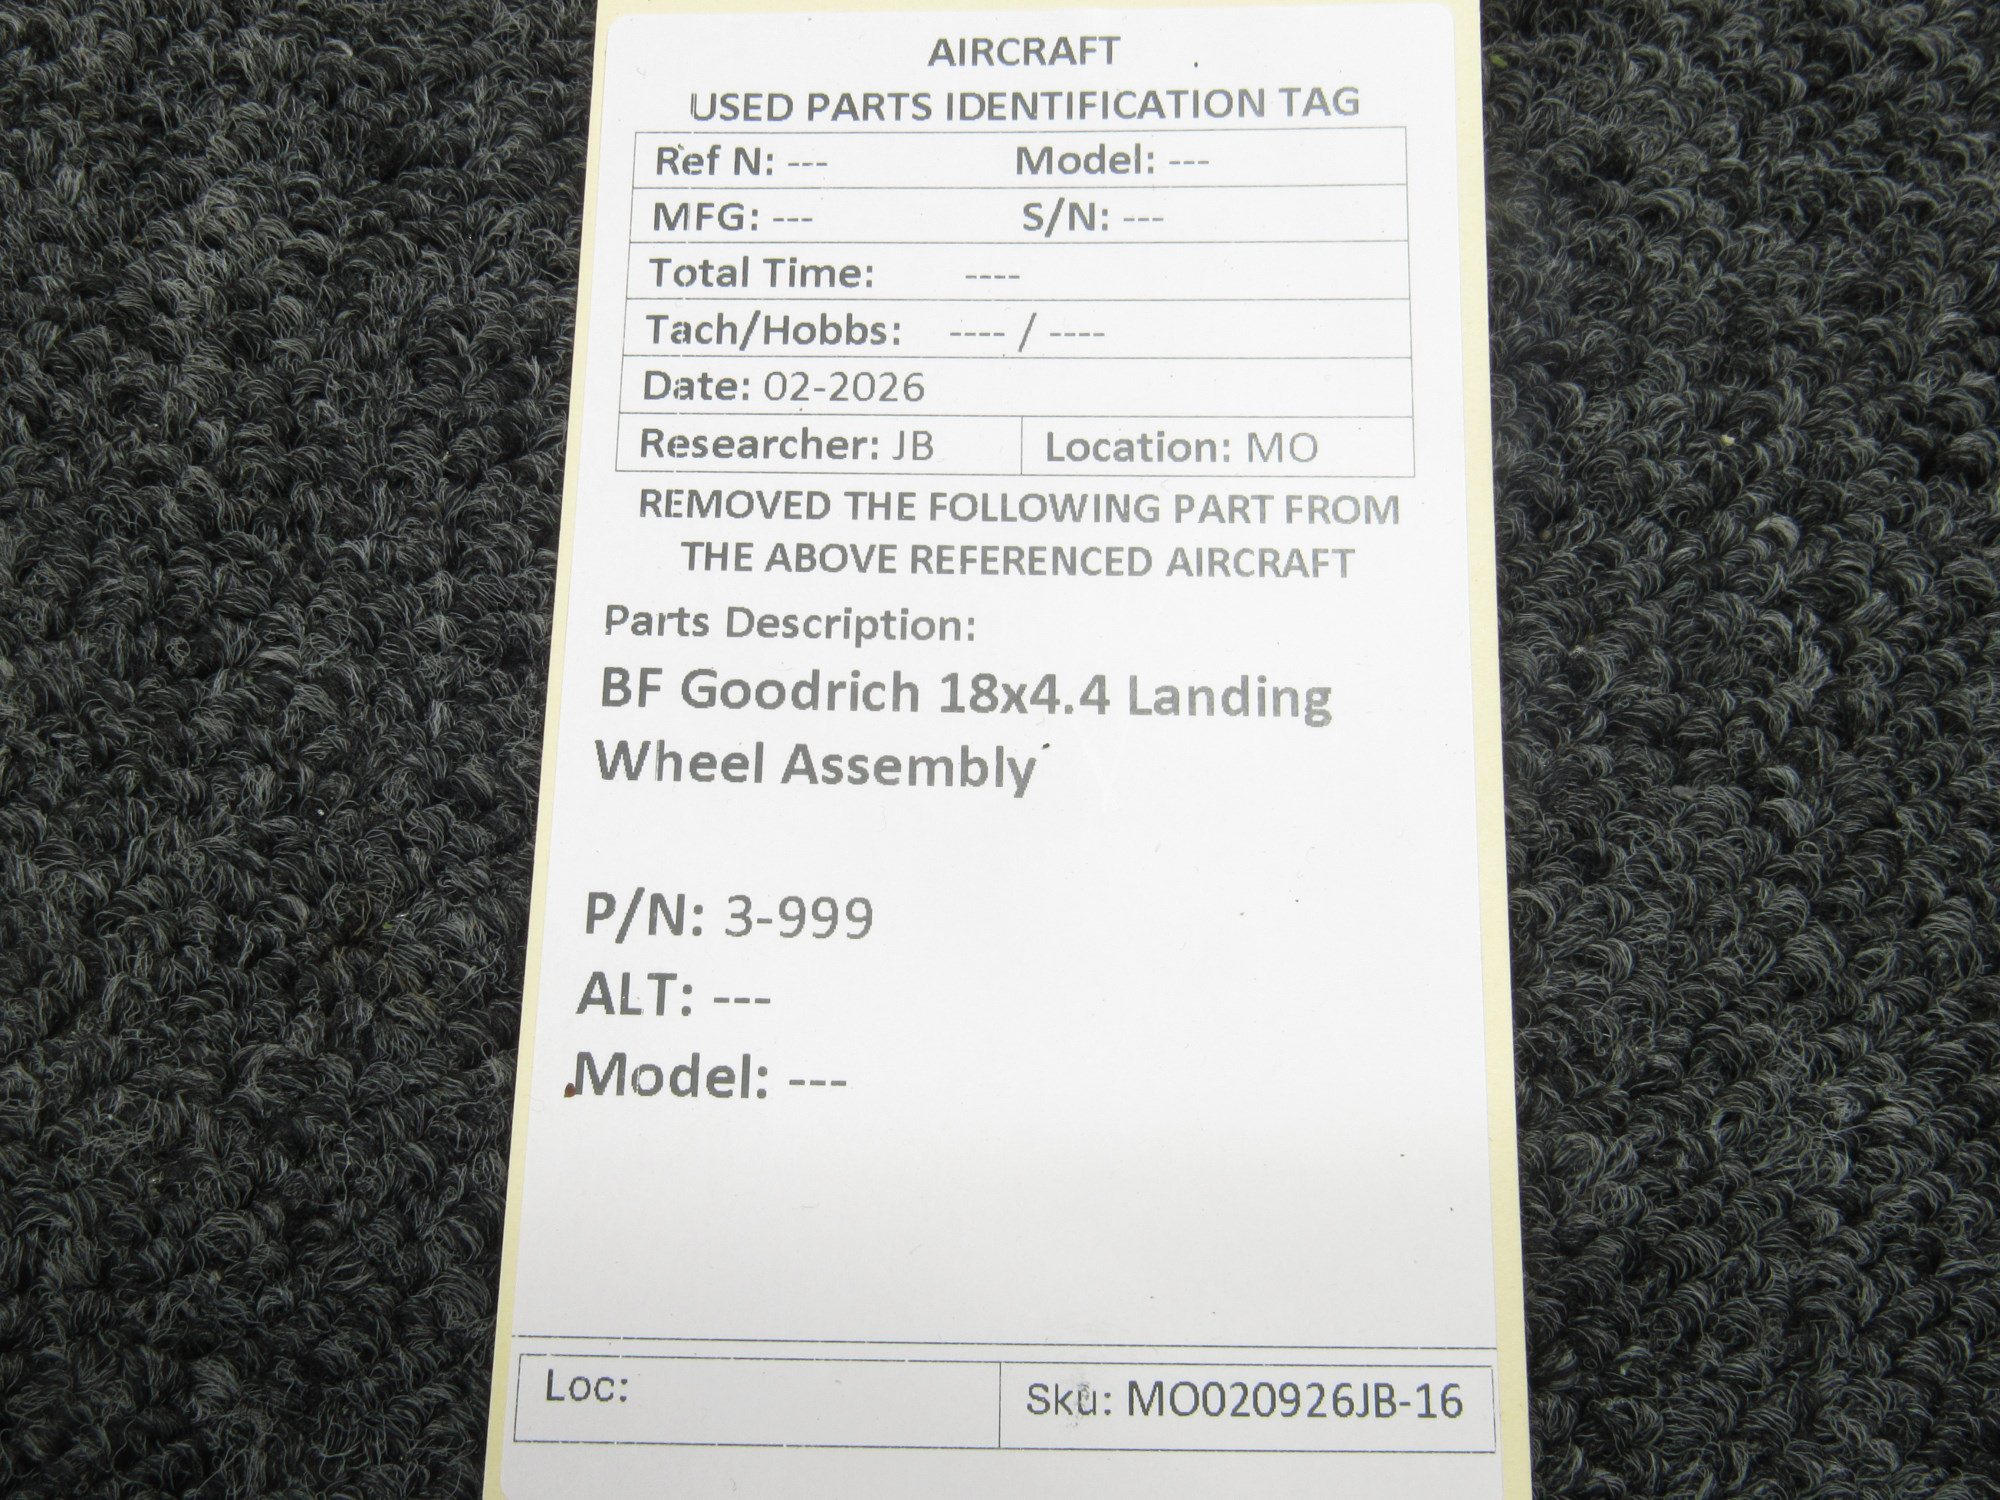 AIRCRAFT
USED PARTS IDENTIFICATION TAG
Ref N: --- Model: ---
MFG: --- S/N: ---
Total Time: ----
Tach/Hobbs: ---- / ----
Date: 02-2026
Researcher: JB Location: MO
REMOVED THE FOLLOWING PART FROM
THE ABOVE REFERENCED AIRCRAFT
Parts Description:
BF Goodrich 18x4.4 Landing
Wheel Assembly
P/N: 3-999
ALT: ---
Model: ---
Loc: Sku: MO020926JB-16